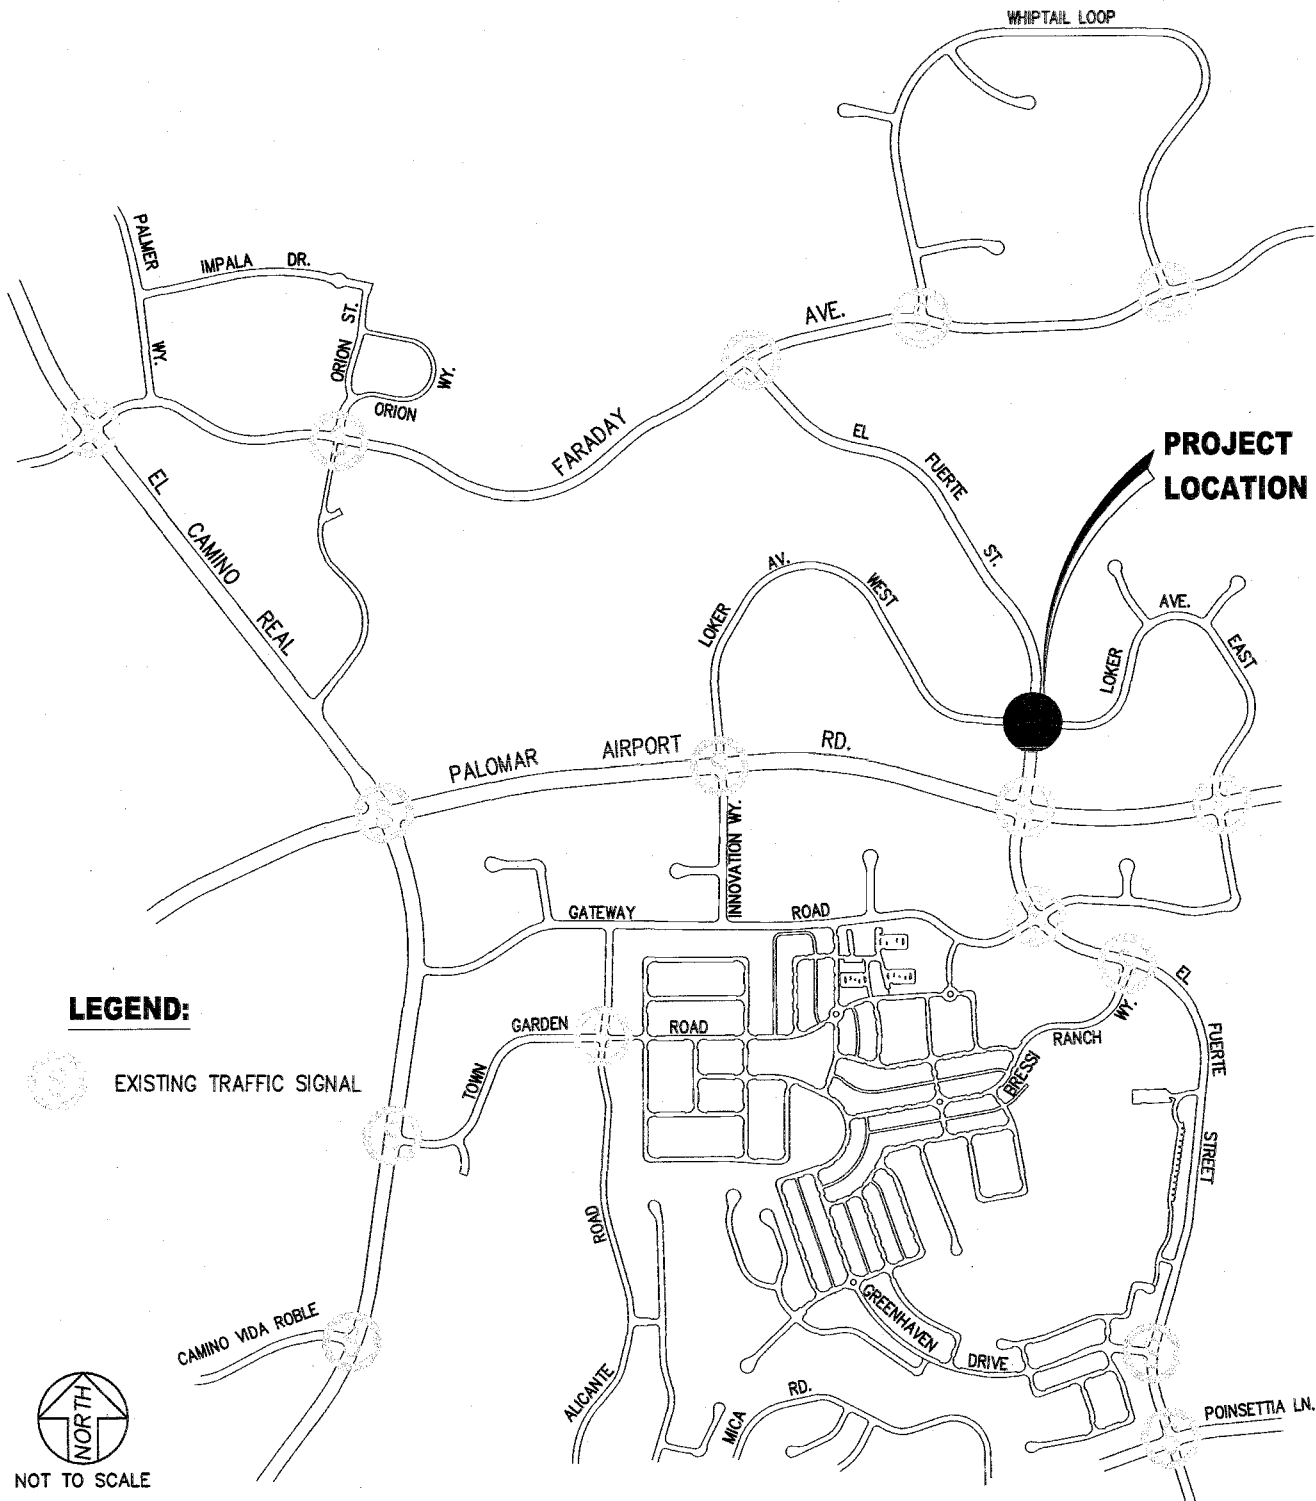 WHIPTAIL LOOP
PALMER
WY.
IMPALA DR.
ORION ST.
ORION
WY.
FARADAY
AVE.
EL
FUERTE
ST.
PROJECT
LOCATION
EL
CAMINO
REAL
LOKER
AV.
WEST
LOKER
AVE.
EAST
PALOMAR
AIRPORT
RD.
INNOVATION WY.
GATEWAY
ROAD
LEGEND:
EXISTING TRAFFIC SIGNAL
TOWN
GARDEN
ROAD
BRESSI
RANCH
WY.
EL
FUERTE
STREET
ROAD
ALICANTE
CAMINO VIDA ROBLE
GREENHAVEN
DRIVE
MICA
RD.
POINSETTIA LN.
NORTH
NOT TO SCALE